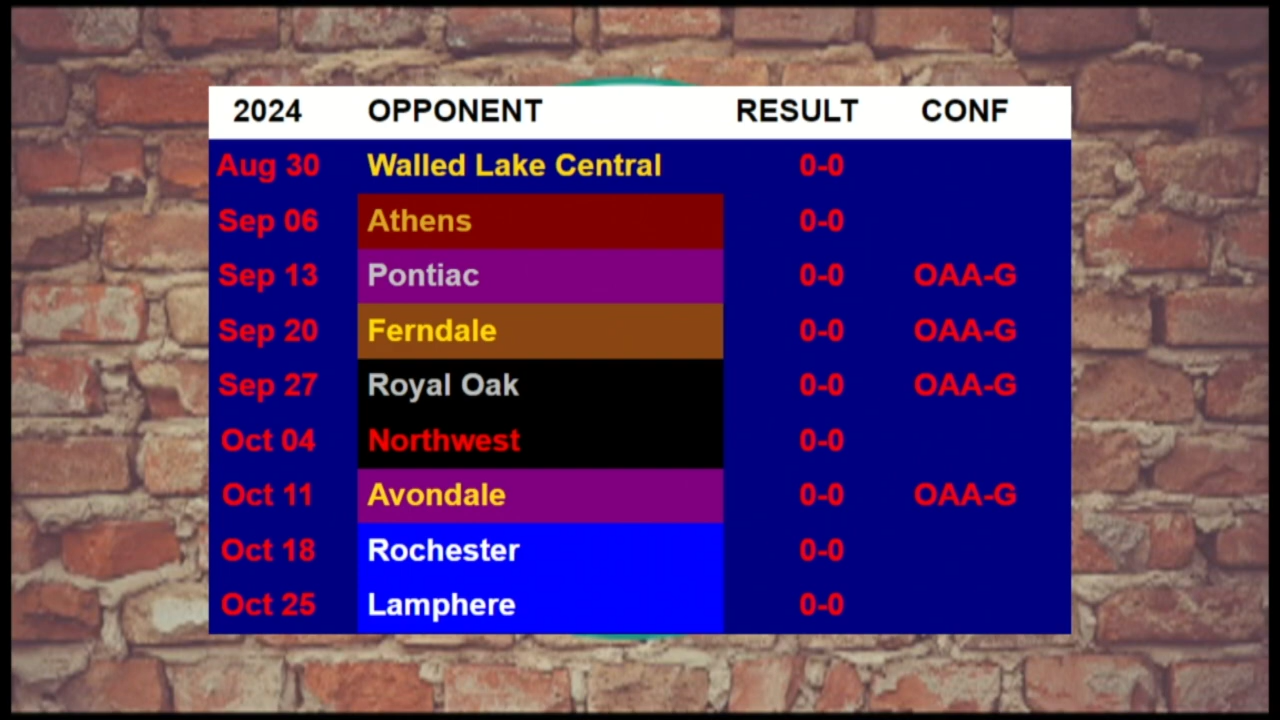 2024 OPPONENT RESULT CONF
Aug 30 Walled Lake Central 0-0
Sep 06 Athens 0-0
Sep 13 Pontiac 0-0 OAA-G
Sep 20 Ferndale 0-0 OAA-G
Sep 27 Royal Oak 0-0 OAA-G
Oct 04 Northwest 0-0
Oct 11 Avondale 0-0 OAA-G
Oct 18 Rochester 0-0
Oct 25 Lamphere 0-0